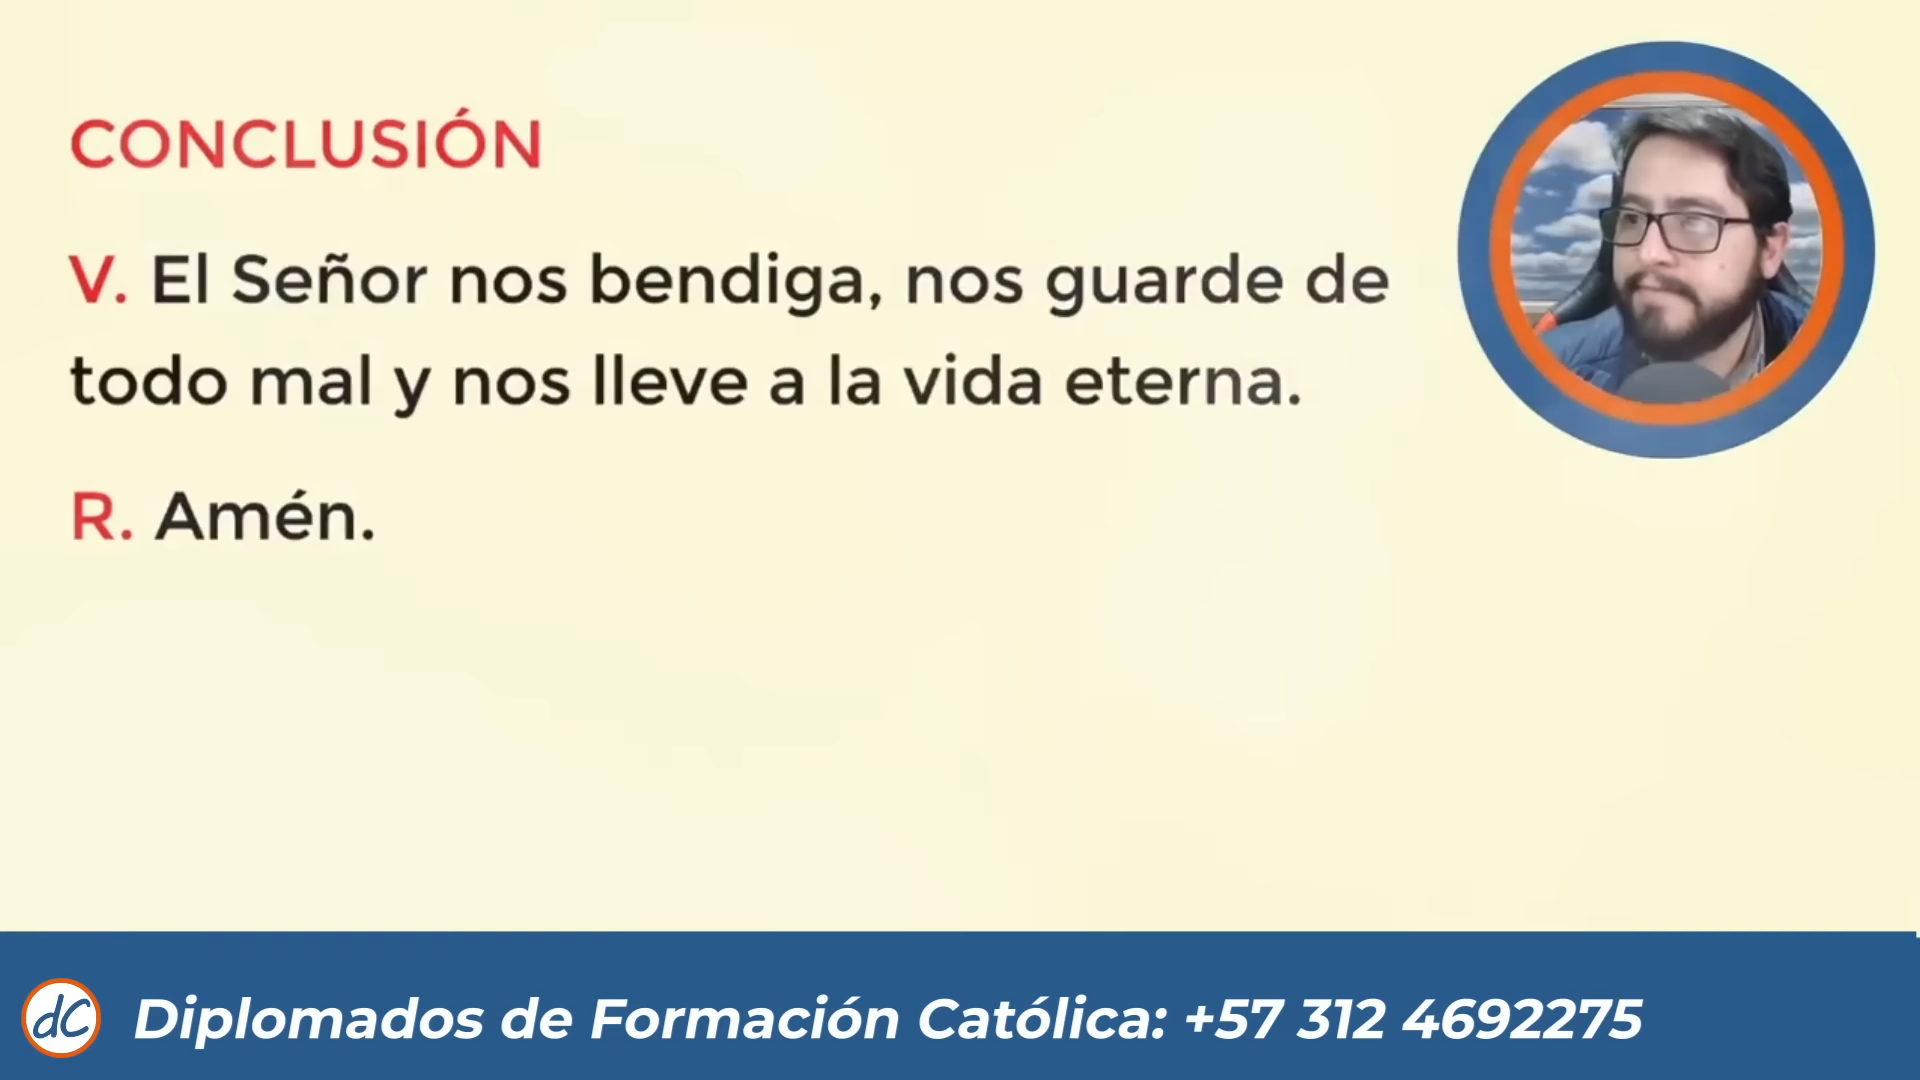 CONCLUSIÓN
V. El Señor nos bendiga, nos guarde de
todo mal y nos lleve a la vida eterna.
R. Amén.
dC Diplomados de Formación Católica: +57 312 4692275